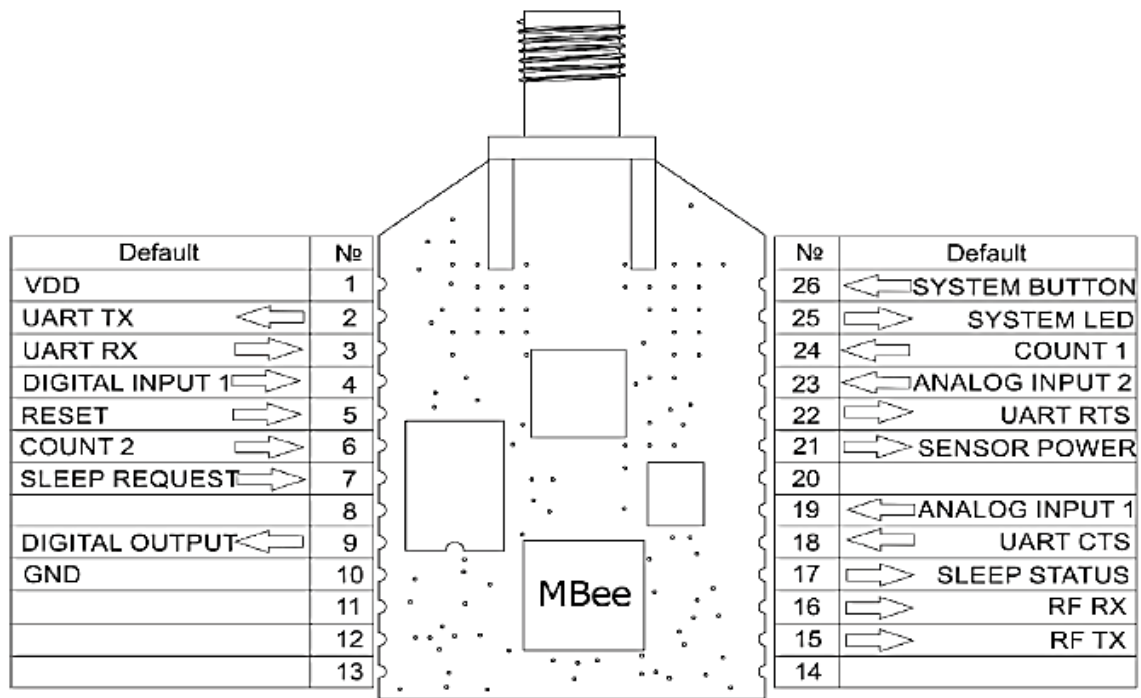 Default №
VDD 1
UART TX 2
UART RX 3
DIGITAL INPUT 1 4
RESET 5
COUNT 2 6
SLEEP REQUEST 7
8
DIGITAL OUTPUT 9
GND 10
11
12
13
MBee
№ Default
26 SYSTEM BUTTON
25 SYSTEM LED
24 COUNT 1
23 ANALOG INPUT 2
22 UART RTS
21 SENSOR POWER
20
19 ANALOG INPUT 1
18 UART CTS
17 SLEEP STATUS
16 RF RX
15 RF TX
14